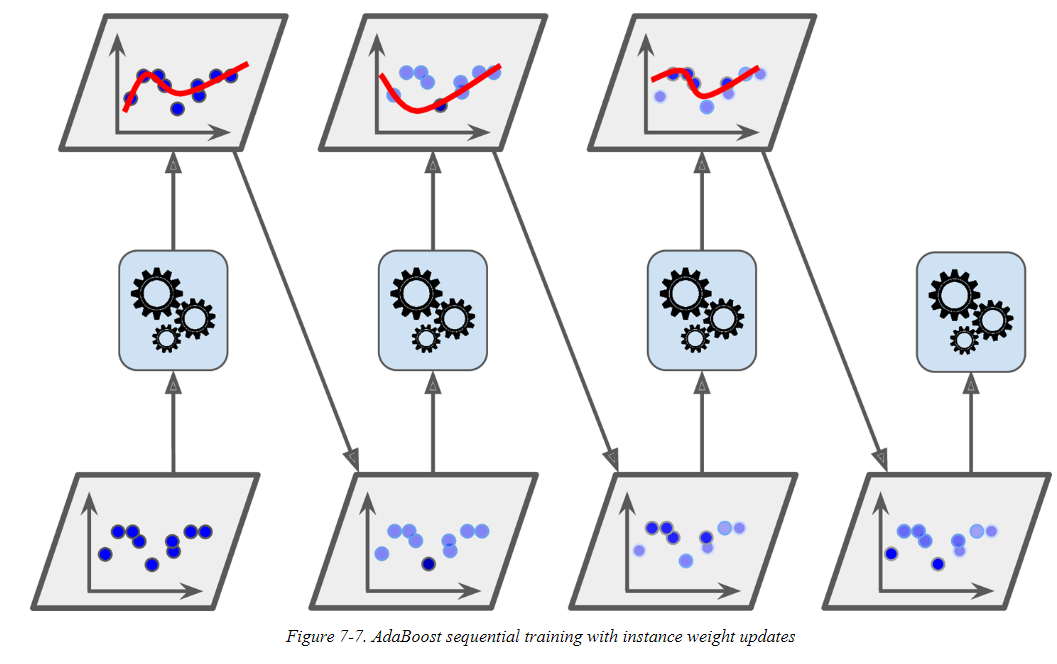 Figure 7-7. AdaBoost sequential training with instance weight updates